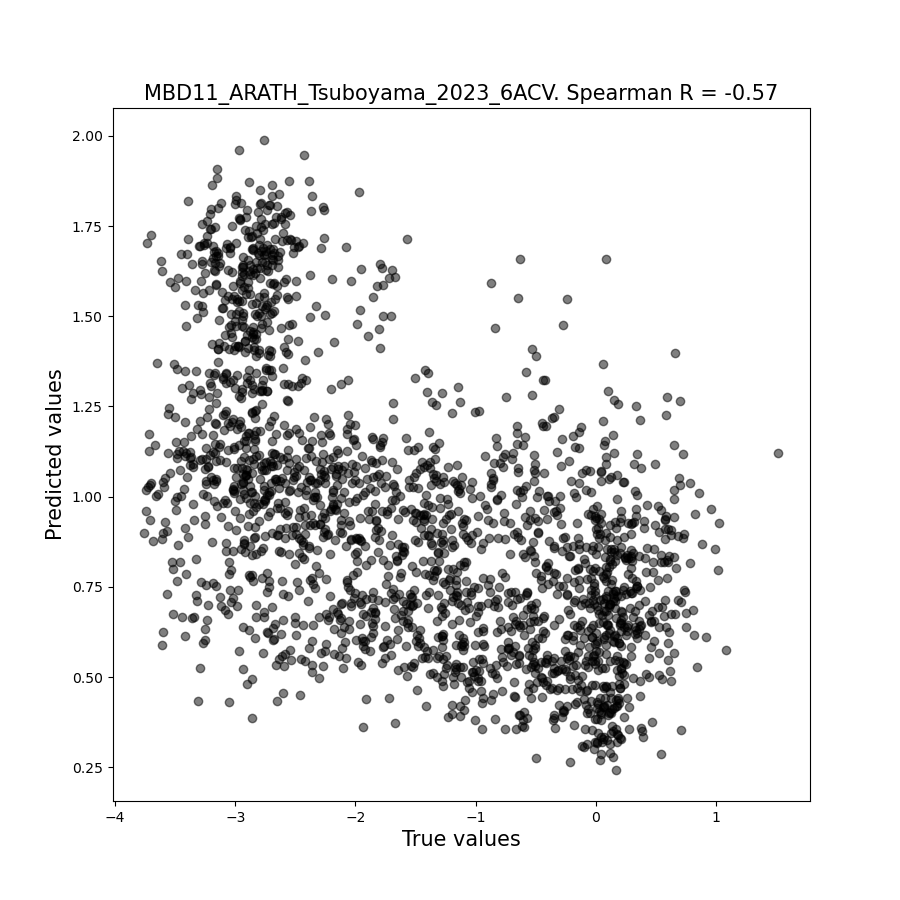 MBD11_ARATH_Tsuboyama_2023_6ACV. Spearman R = -0.57
2.00
1.75
1.50
1.25
1.00
0.75
0.50
0.25
Predicted values
−4 −3 −2 −1 0 1
True values